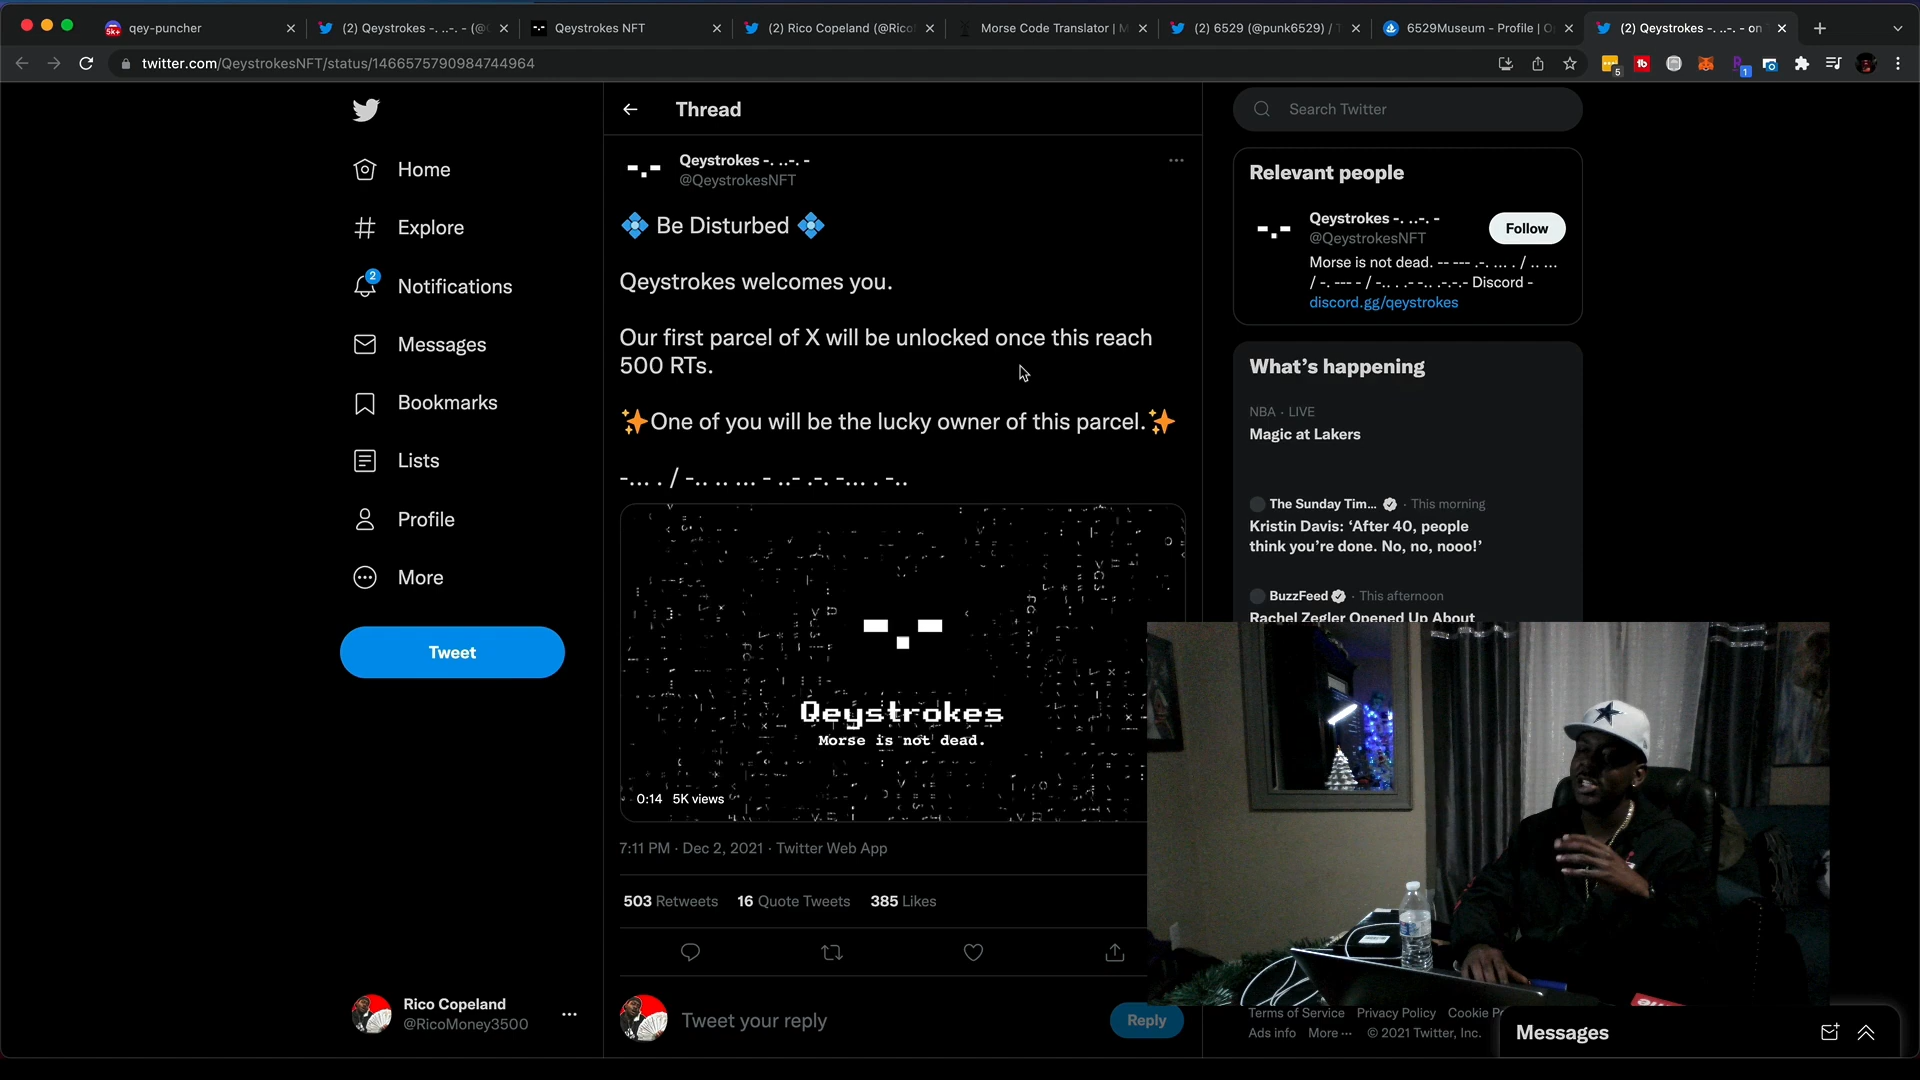 5k+ qey-puncher
(2) Qeystrokes -. ..-. - (@Q
Qeystrokes NFT
(2) Rico Copeland (@Rico
Morse Code Translator | M
(2) 6529 (@punk6529) / T
6529Museum - Profile | O
(2) Qeystrokes -. ..-. - on
twitter.com/QeystrokesNFT/status/1466575790984744964
5
1
Home
Explore
2
Notifications
Messages
Bookmarks
Lists
Profile
More
Tweet
Rico Copeland
@RicoMoney3500
Thread
Qeystrokes -. ..-. -
@QeystrokesNFT
Be Disturbed
Qeystrokes welcomes you.
Our first parcel of X will be unlocked once this reach
500 RTs.
One of you will be the lucky owner of this parcel.
-... . / -.. .. ... - ..- .-. -... . -..
Qeystrokes
Morse is not dead.
0:14 5K views
7:11 PM · Dec 2, 2021 · Twitter Web App
503 Retweets 16 Quote Tweets 385 Likes
Tweet your reply
Reply
Search Twitter
Relevant people
Qeystrokes -. ..-. -
@QeystrokesNFT
Follow
Morse is not dead. -- --- .-. ... . / .. ...
/ -. --- - / -.. . .- -.. .-.-.- Discord -
discord.gg/qeystrokes
What's happening
NBA · LIVE
Magic at Lakers
The Sunday Tim... · This morning
Kristin Davis: ‘After 40, people
think you’re done. No, no, nooo!’
BuzzFeed · This afternoon
Rachel Zegler Opened Up About
Terms of Service Privacy Policy Cookie P
Ads info More ··· © 2021 Twitter, Inc.
Messages